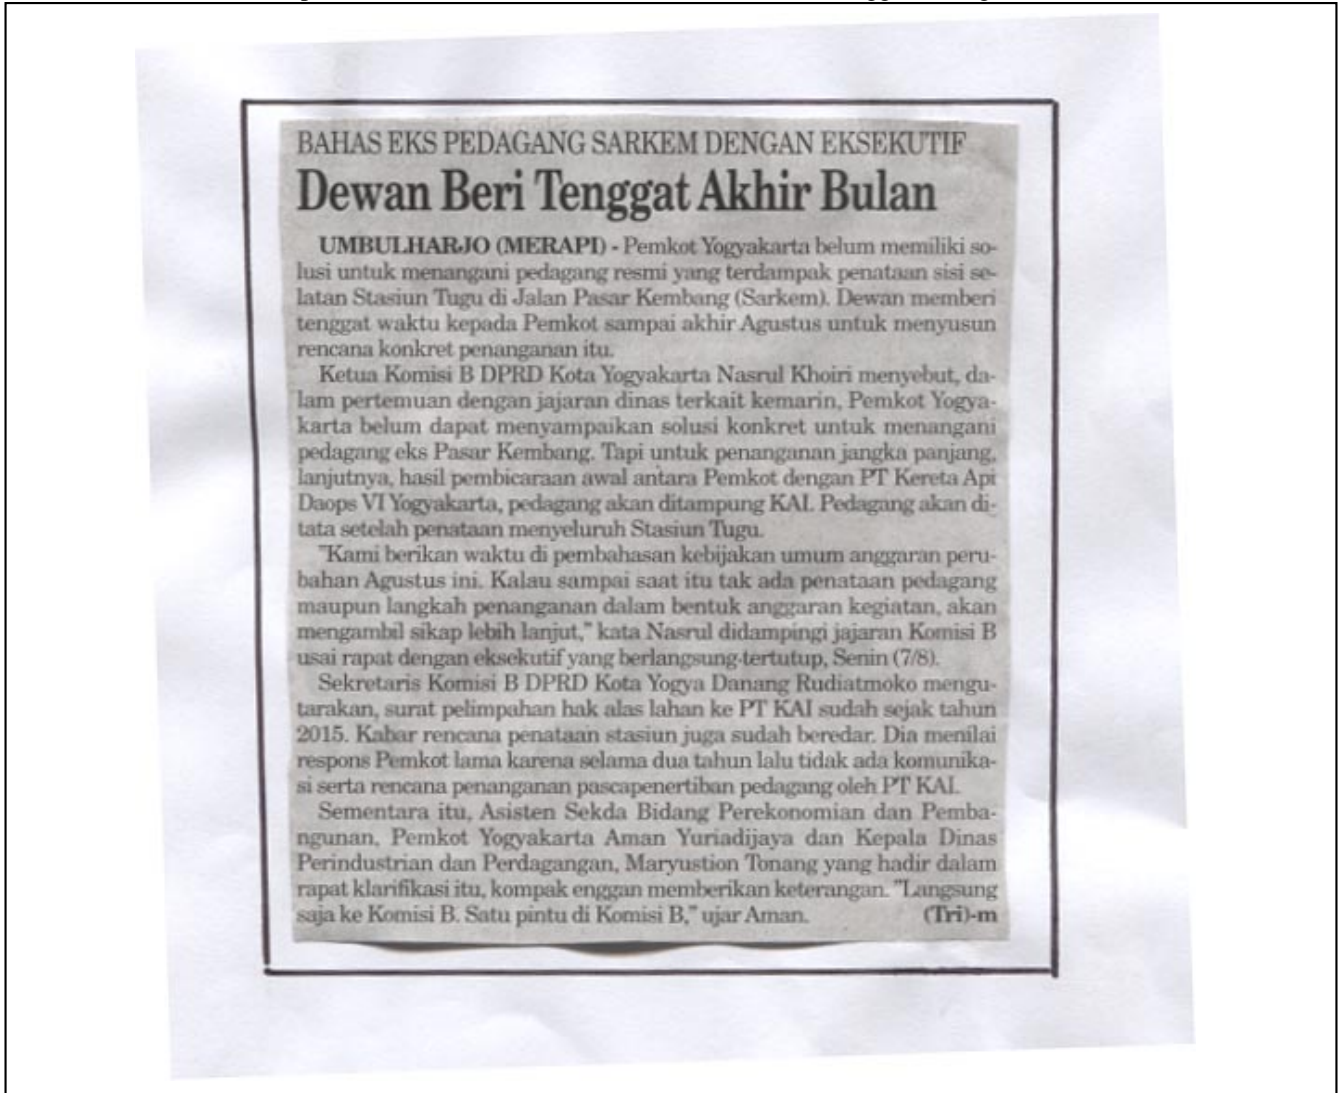 BAHAS EKS PEDAGANG SARKEM DENGAN EKSEKUTIF
Dewan Beri Tenggat Akhir Bulan
UMBULHARJO (MERAPI) - Pemkot Yogyakarta belum memiliki so-
lusi untuk menangani pedagang resmi yang terdampak penataan sisi se-
latan Stasiun Tugu di Jalan Pasar Kembang (Sarkem). Dewan memberi
tenggat waktu kepada Pemkot sampai akhir Agustus untuk menyusun
rencana konkret penanganan itu.
Ketua Komisi B DPRD Kota Yogyakarta Nasrul Khoiri menyebut, da-
lam pertemuan dengan jajaran dinas terkait kemarin, Pemkot Yogya-
karta belum dapat menyampaikan solusi konkret untuk menangani
pedagang eks Pasar Kembang. Tapi untuk penanganan jangka panjang,
lanjutnya, hasil pembicaraan awal antara Pemkot dengan PT Kereta Api
Daops VI Yogyakarta, pedagang akan ditampung KAI. Pedagang akan di-
tata setelah penataan menyeluruh Stasiun Tugu.
"Kami berikan waktu di pembahasan kebijakan umum anggaran peru-
bahan Agustus ini. Kalau sampai saat itu tak ada penataan pedagang
maupun langkah penanganan dalam bentuk anggaran kegiatan, akan
mengambil sikap lebih lanjut," kata Nasrul didampingi jajaran Komisi B
usai rapat dengan eksekutif yang berlangsung-tertutup, Senin (7/8).
Sekretaris Komisi B DPRD Kota Yogya Danang Rudiatmoko mengu-
tarakan, surat pelimpahan hak alas lahan ke PT KAI sudah sejak tahun
2015. Kabar rencana penataan stasiun juga sudah beredar. Dia menilai
respons Pemkot lama karena selama dua tahun lalu tidak ada komunika-
si serta rencana penanganan pascapenertiban pedagang oleh PT KAI.
Sementara itu, Asisten Sekda Bidang Perekonomian dan Pemba-
ngunan, Pemkot Yogyakarta Aman Yuriadijaya dan Kepala Dinas
Perindustrian dan Perdagangan, Maryustion Tonang yang hadir dalam
rapat klarifikasi itu, kompak enggan memberikan keterangan. "Langsung
saja ke Komisi B. Satu pintu di Komisi B," ujar Aman. (Tri)-m